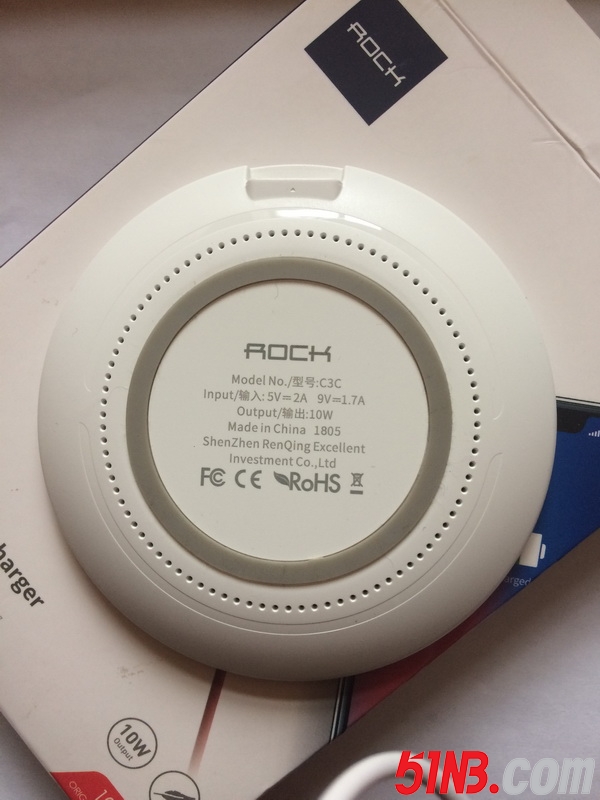 ROCK
ROCK
Model No./型号:C3C
Input/输入: 5V=2A 9V=1.7A
Output/输出:10W
Made in China 1805
ShenZhen RenQing Excellent
Investment Co.,Ltd
FC CE RoHS
harger
10W
Output
51NB.com